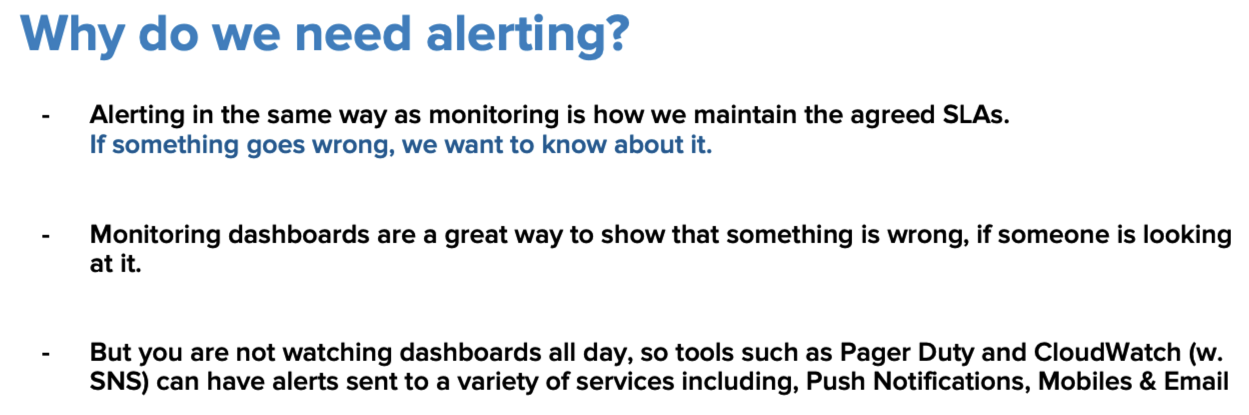 Why do we need alerting?
- Alerting in the same way as monitoring is how we maintain the agreed SLAs.
If something goes wrong, we want to know about it.
- Monitoring dashboards are a great way to show that something is wrong, if someone is looking
at it.
- But you are not watching dashboards all day, so tools such as Pager Duty and CloudWatch (w.
SNS) can have alerts sent to a variety of services including, Push Notifications, Mobiles & Email